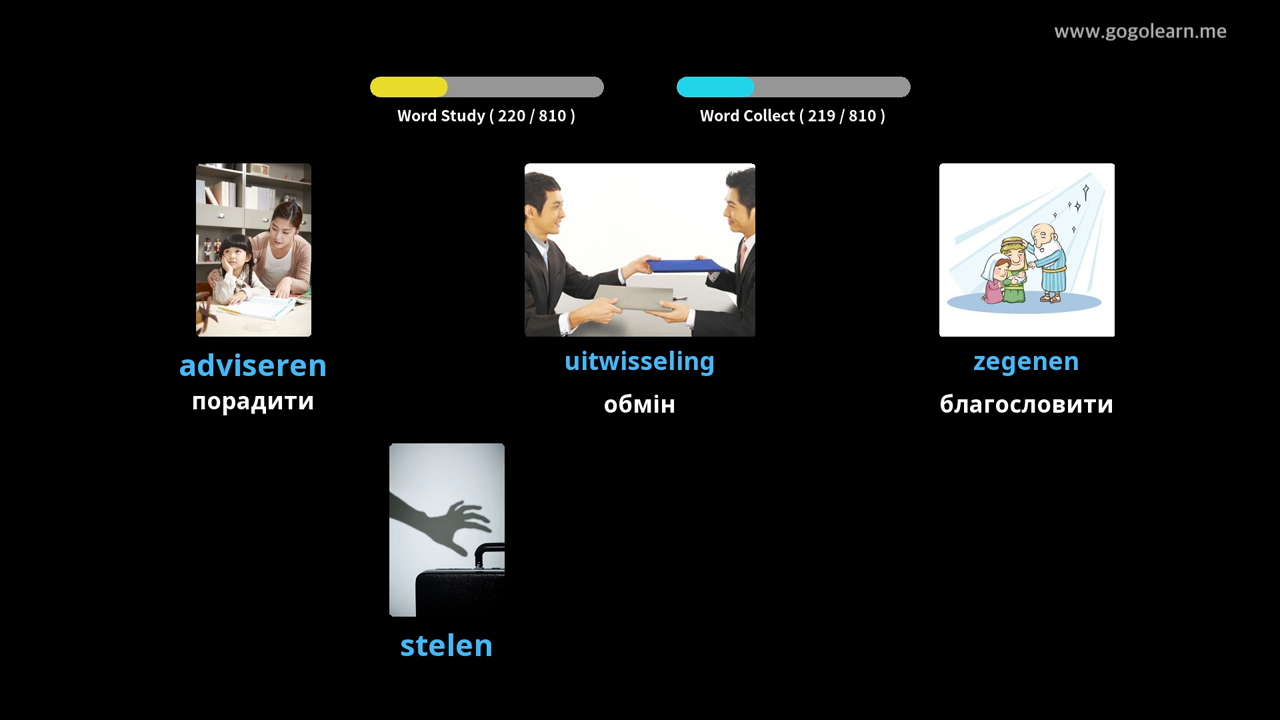 www.gogolearn.me
Word Study ( 220 / 810 )
Word Collect ( 219 / 810 )
adviseren
порадити
uitwisseling
обмін
zegenen
благословити
stelen